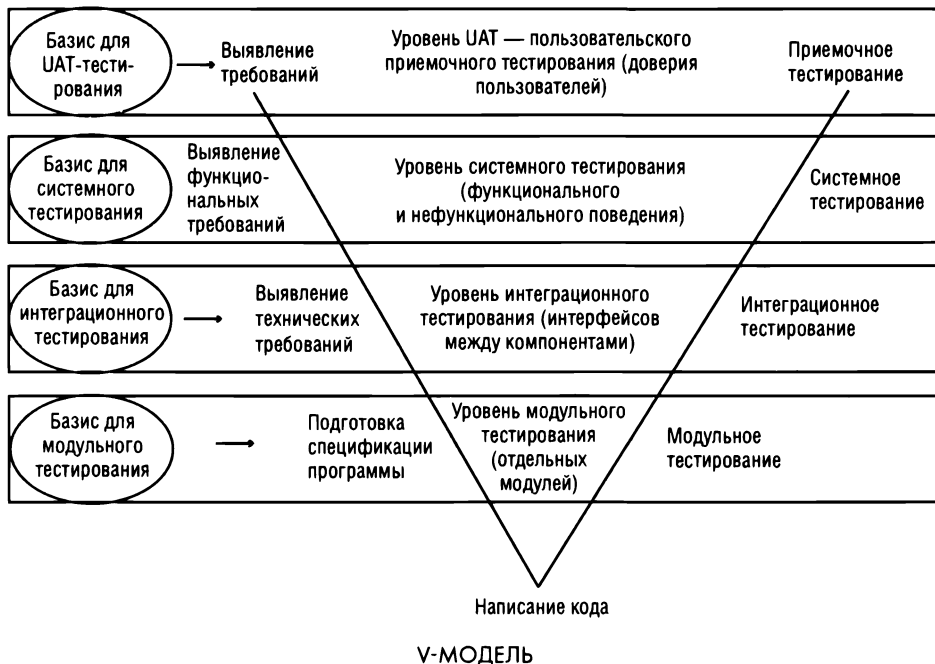 Базис для
UAT-тести-
рования
Выявление
требований
Уровень UAT — пользовательского
приемочного тестирования (доверия
пользователей)
Приемочное
тестирование
Базис для
системного
тестирования
Выявление
функцио-
нальных
требований
Уровень системного тестирования
(функционального
и нефункционального поведения)
Системное
тестирование
Базис для
интеграционного
тестирования
Выявление
технических
требований
Уровень интеграционного
тестирования (интерфейсов
между компонентами)
Интеграционное
тестирование
Базис для
модульного
тестирования
Подготовка
спецификации
программы
Уровень модульного
тестирования
(отдельных
модулей)
Модульное
тестирование
Написание кода
V-МОДЕЛЬ